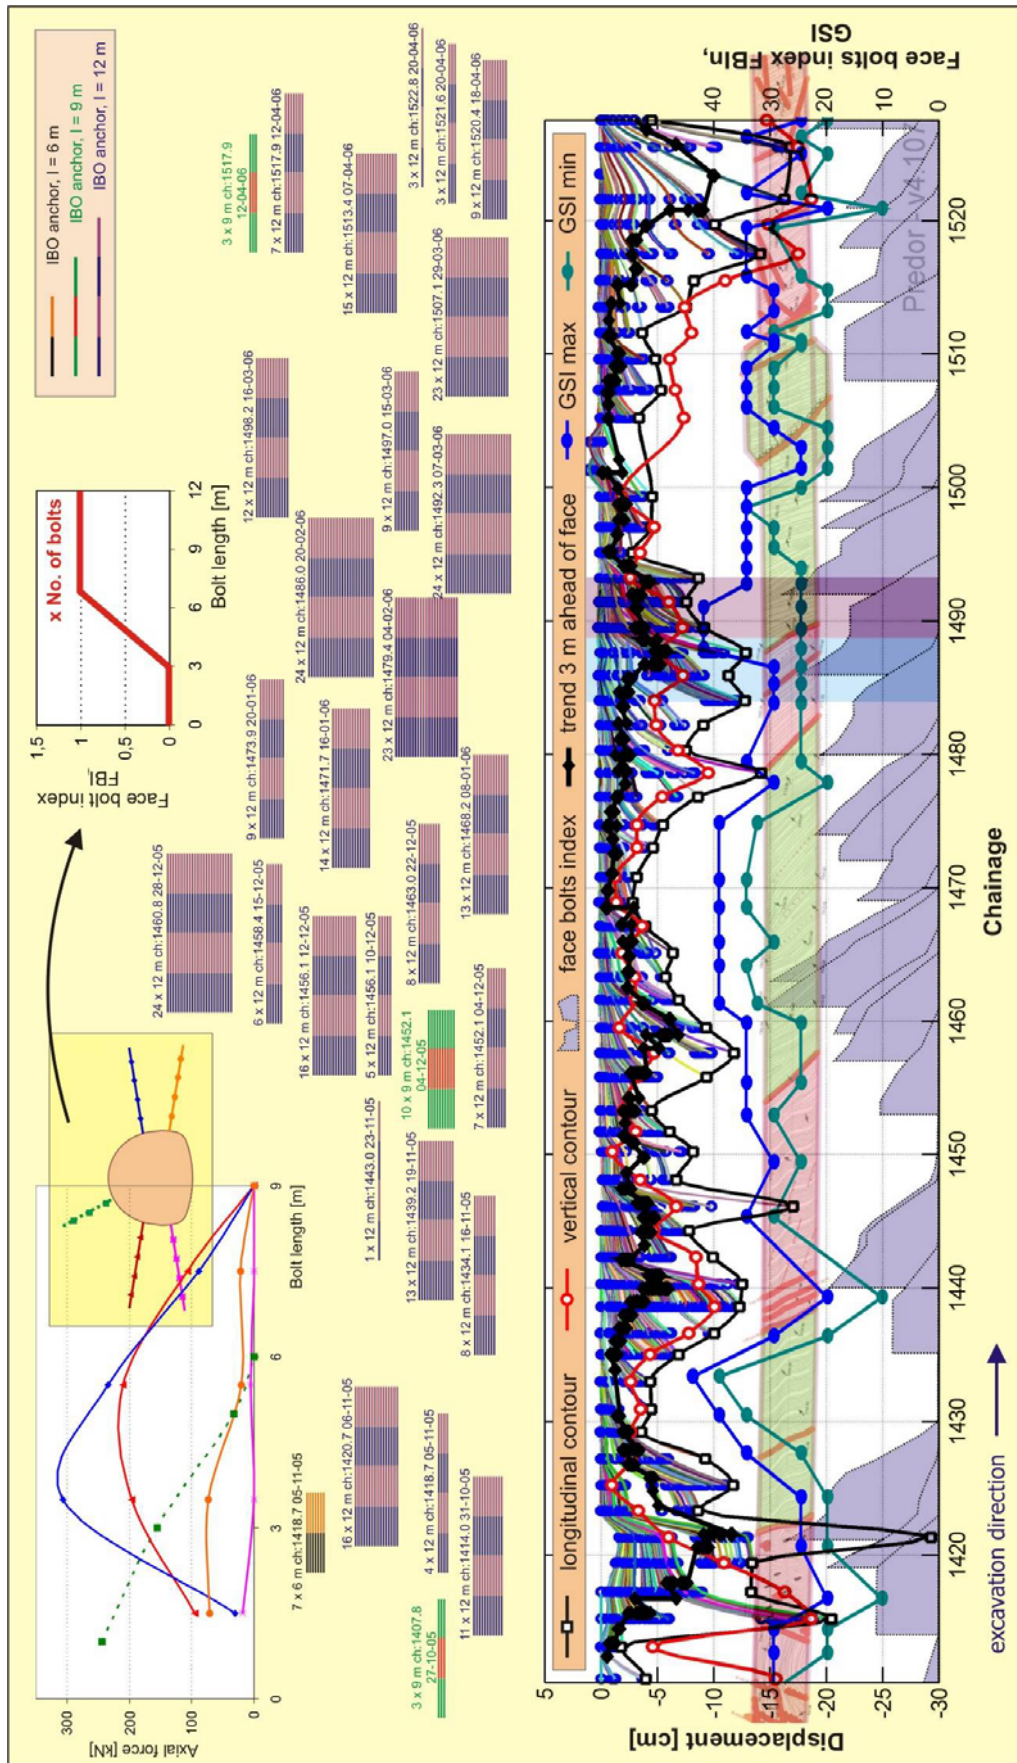 300
200
100
0
Axial force [kN]
0
3
6
9
Bolt length [m]
1,5
1
0,5
0
Face bolt index
FBI,
x No. of bolts
0
3
6
9
12
Bolt length [m]
IBO anchor, l = 6 m
IBO anchor, l = 9 m
IBO anchor, l = 12 m
3 x 9 m ch:1407.8
27-10-05
11 x 12 m ch:1414.0 31-10-05
4 x 12 m ch:1418.7 05-11-05
7 x 6 m ch:1418.7 05-11-05
16 x 12 m ch:1420.7 06-11-05
8 x 12 m ch:1434.1 16-11-05
13 x 12 m ch:1439.2 19-11-05
1 x 12 m ch:1443.0 23-11-05
7 x 12 m ch:1452.1 04-12-05
10 x 9 m ch:1452.1
04-12-05
5 x 12 m ch:1456.1 10-12-05
16 x 12 m ch:1456.1 12-12-05
6 x 12 m ch:1458.4 15-12-05
24 x 12 m ch:1460.8 28-12-05
8 x 12 m ch:1463.0 22-12-05
13 x 12 m ch:1468.2 08-01-06
14 x 12 m ch:1471.7 16-01-06
9 x 12 m ch:1473.9 20-01-06
23 x 12 m ch:1479.4 04-02-06
24 x 12 m ch:1486.0 20-02-06
24 x 12 m ch:1492.3 07-03-06
9 x 12 m ch:1497.0 15-03-06
12 x 12 m ch:1498.2 16-03-06
23 x 12 m ch:1507.1 29-03-06
15 x 12 m ch:1513.4 07-04-06
3 x 9 m ch:1517.9
12-04-06
7 x 12 m ch:1517.9 12-04-06
9 x 12 m ch:1520.4 18-04-06
3 x 12 m ch:1521.6 20-04-06
3 x 12 m ch:1522.8 20-04-06
longitudinal contour
vertical contour
face bolts index
trend 3 m ahead of face
GSI max
GSI min
5
0
-5
-10
-15
-20
-25
-30
Displacement [cm]
40
30
20
10
0
Face bolts index FBIn,
GSI
Predor - v4.107
1420
1430
1440
1450
1460
1470
1480
1490
1500
1510
1520
Chainage
excavation direction